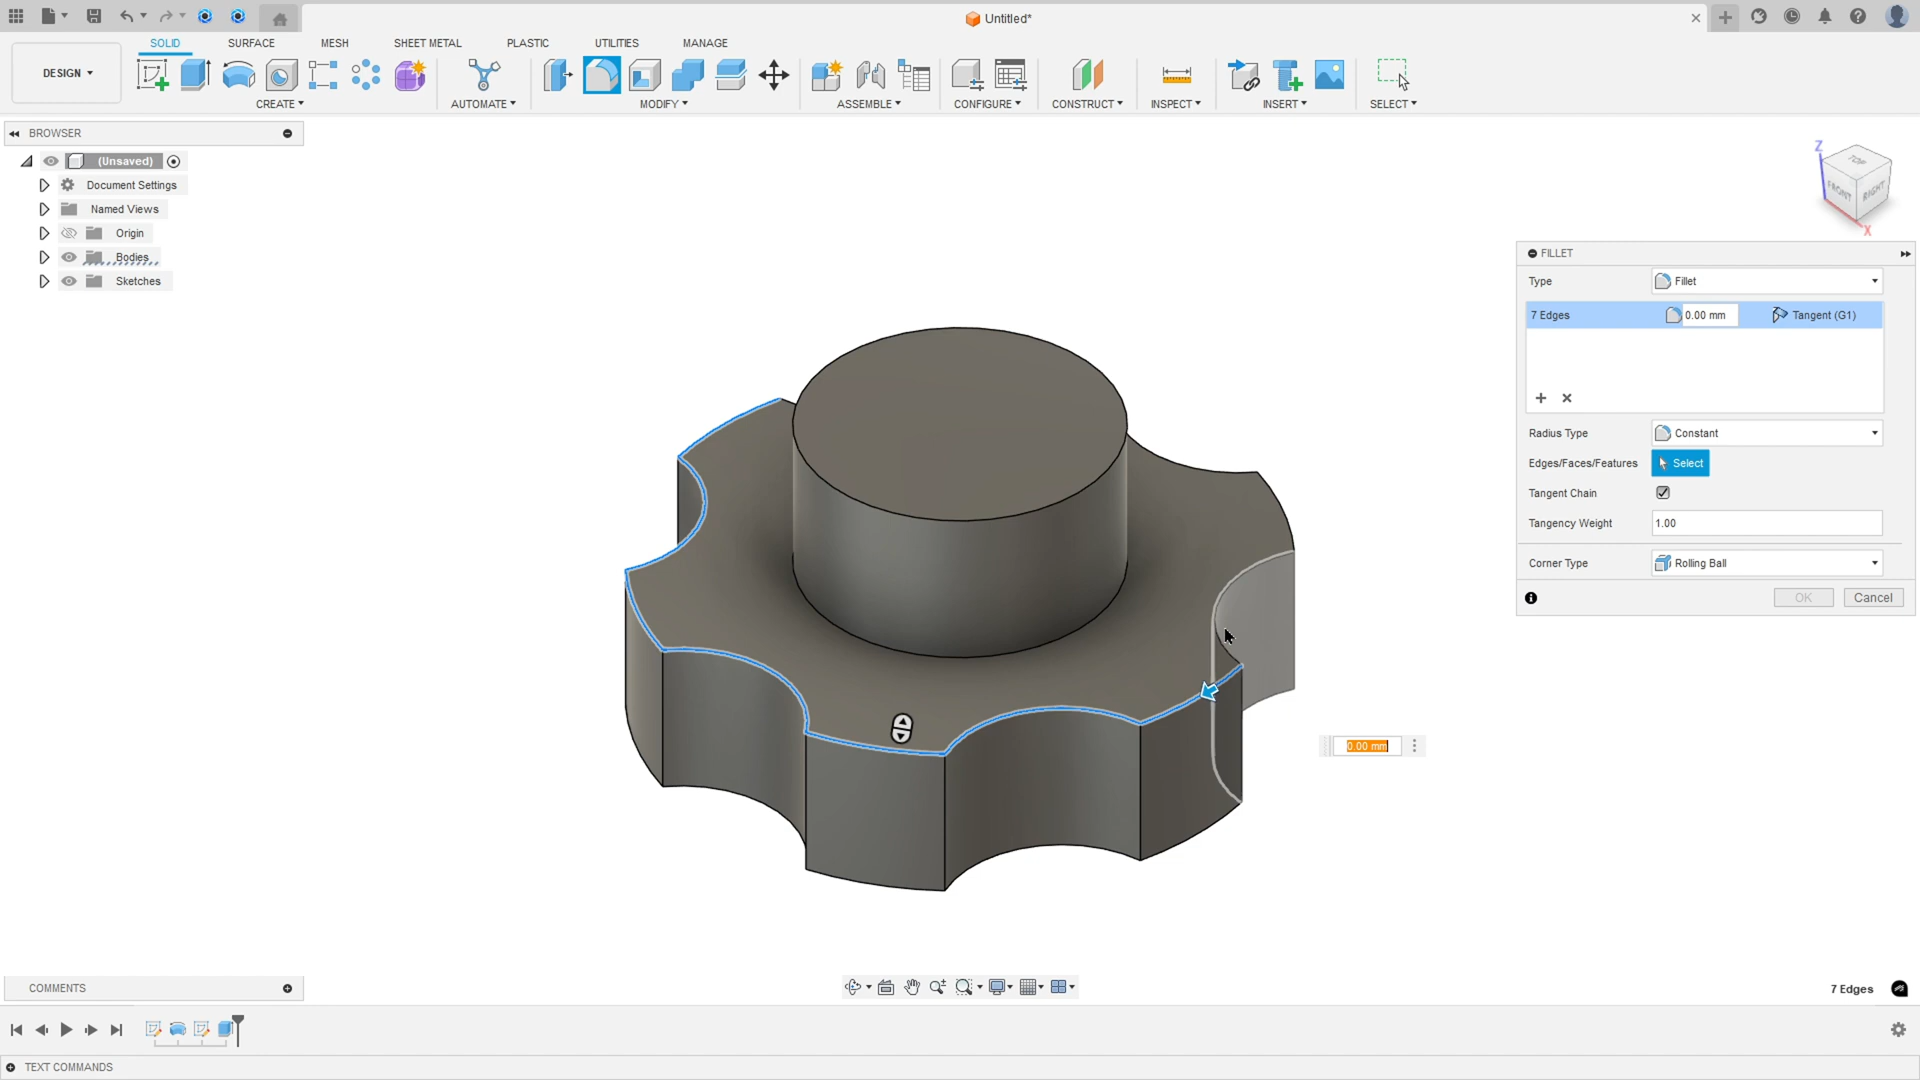 Untitled*
SOLID SURFACE MESH SHEET METAL PLASTIC UTILITIES MANAGE
DESIGN
CREATE AUTOMATE MODIFY ASSEMBLE CONFIGURE CONSTRUCT INSPECT INSERT SELECT
BROWSER
(Unsaved)
Document Settings
Named Views
Origin
Bodies
Sketches
Z
TOP
FRONT
RIGHT
X
FILLET
Type Fillet
7 Edges 0.00 mm Tangent (G1)
Radius Type Constant
Edges/Faces/Features Select
Tangent Chain
Tangency Weight 1.00
Corner Type Rolling Ball
OK Cancel
0.00 mm
COMMENTS
7 Edges
TEXT COMMANDS